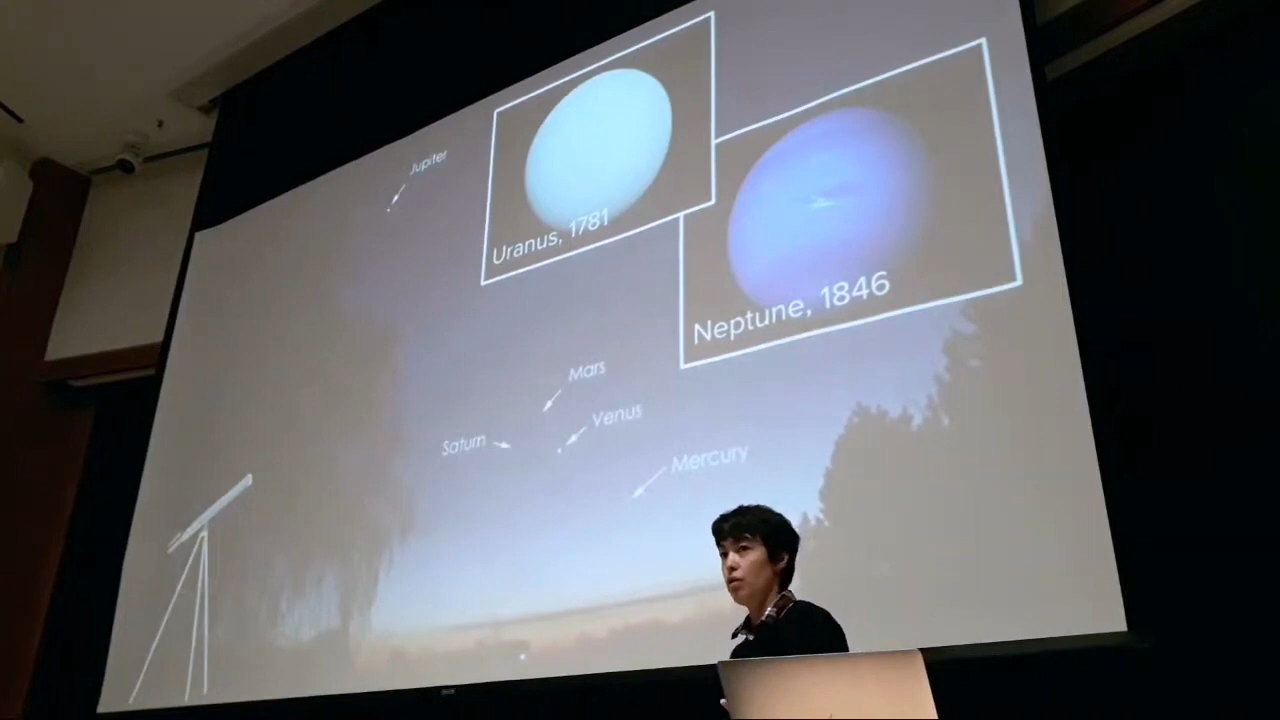 Jupiter
Uranus, 1781
Neptune, 1846
Mars
Venus
Saturn
Mercury